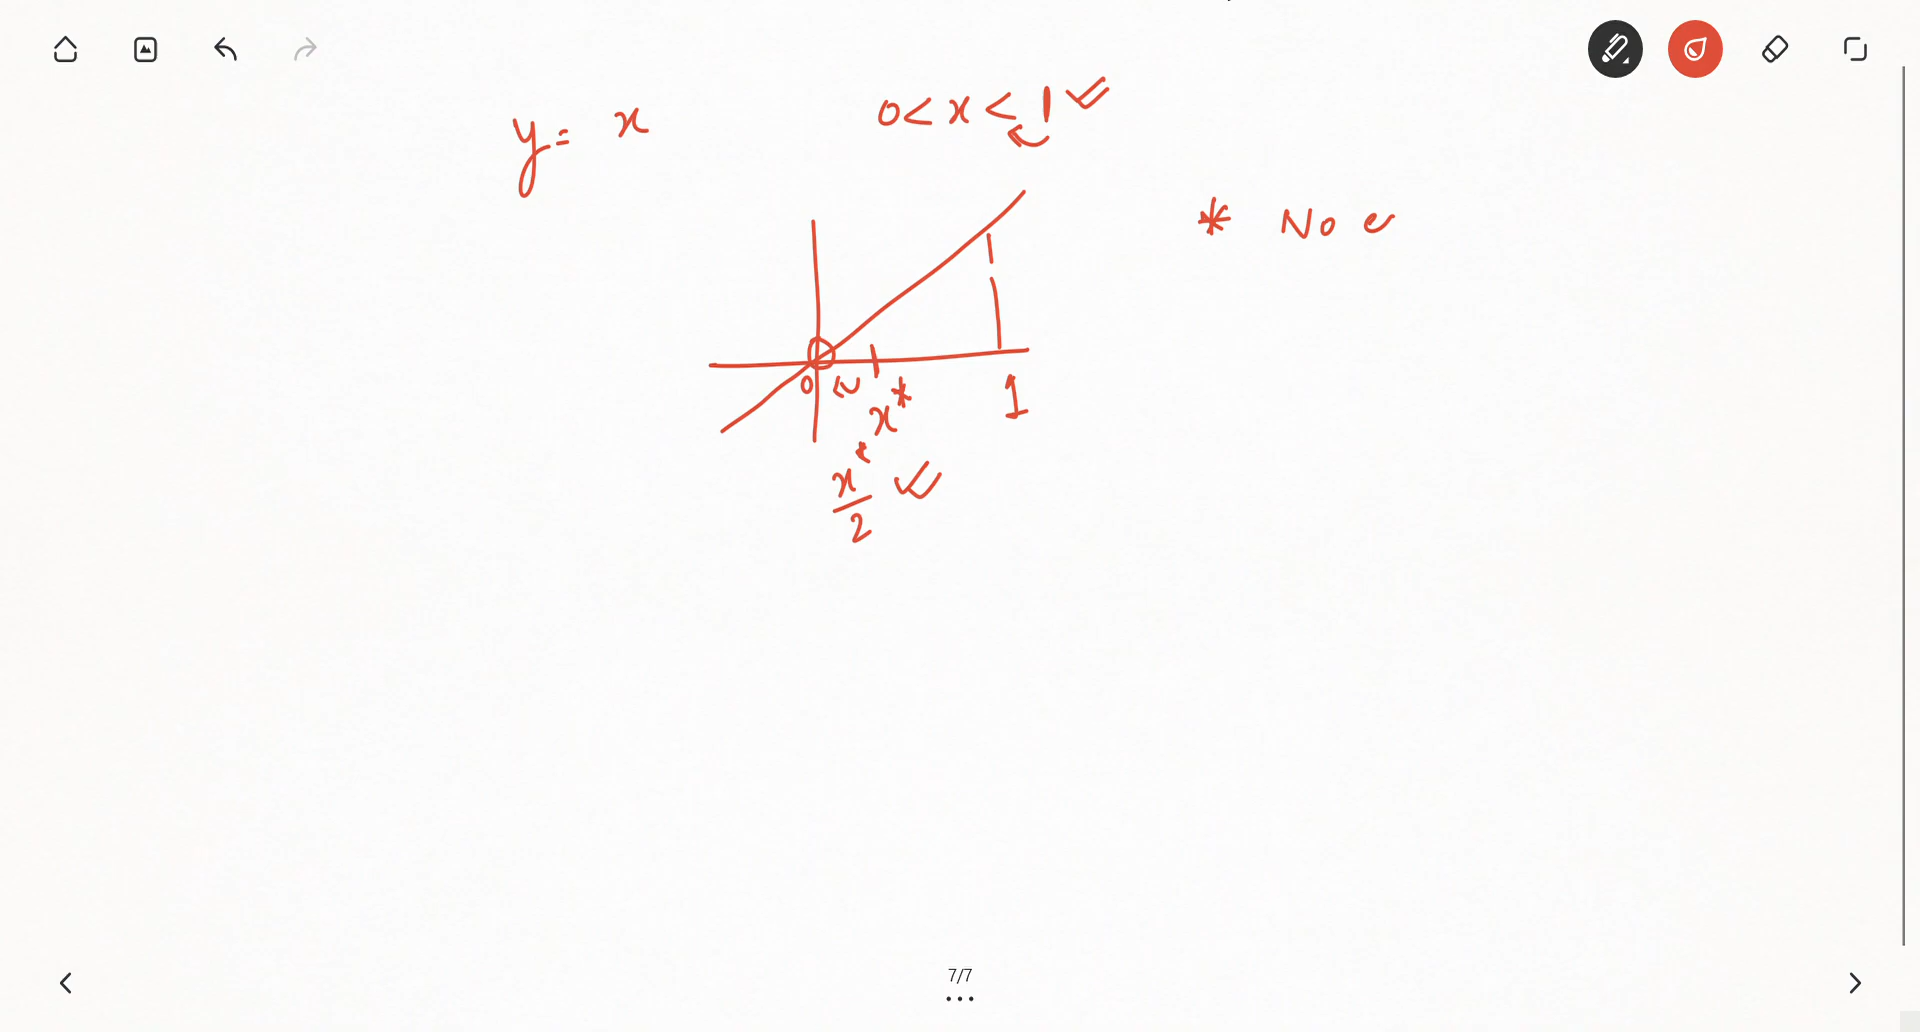 y = x
0 < x < 1
* No e
0
x*
1
x*/2
7/7